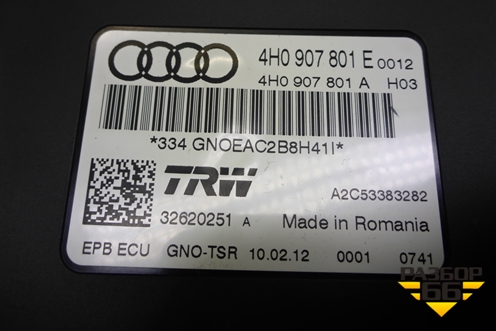 4H0 907 801 E 0012
4H0 907 801 A H03
*334 GNOEAC2B8H41I*
TRW
A2C53383282
32620251 A Made in Romania
EPB ECU GNO-TSR 10.02.12 0001 0741
РАЗБОР
66